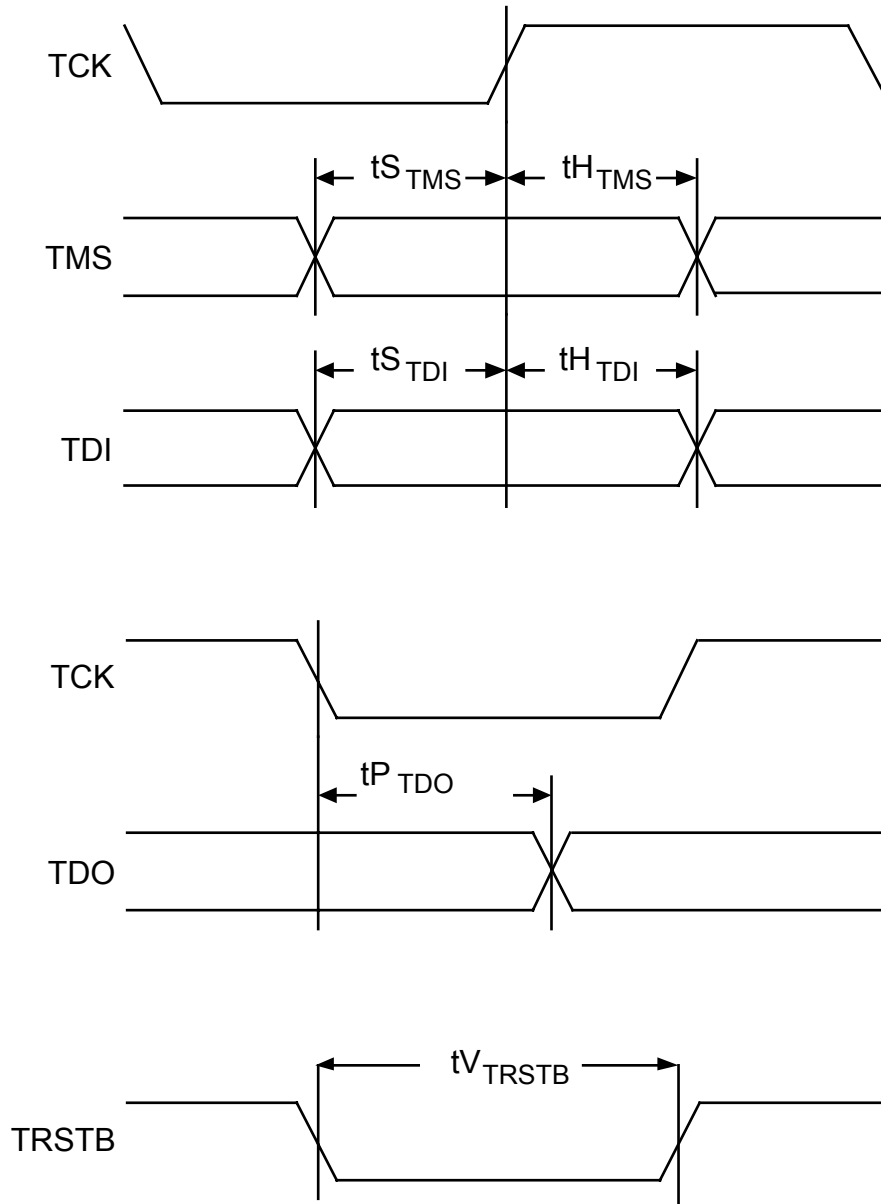 TCK
tS TMS tH TMS
TMS
tS TDI tH TDI
TDI
TCK
tP TDO
TDO
tV TRSTB
TRSTB